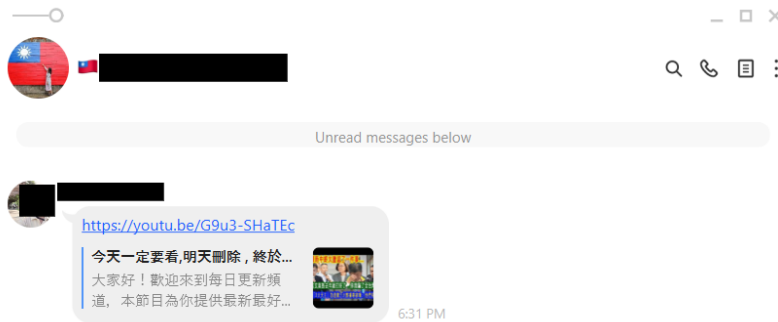 Unread messages below
https://youtu.be/G9u3-SHaTEc
今天一定要看,明天刪除 , 終於...
大家好！歡迎來到每日更新頻
道，本節目為你提供最新最好...
6:31 PM